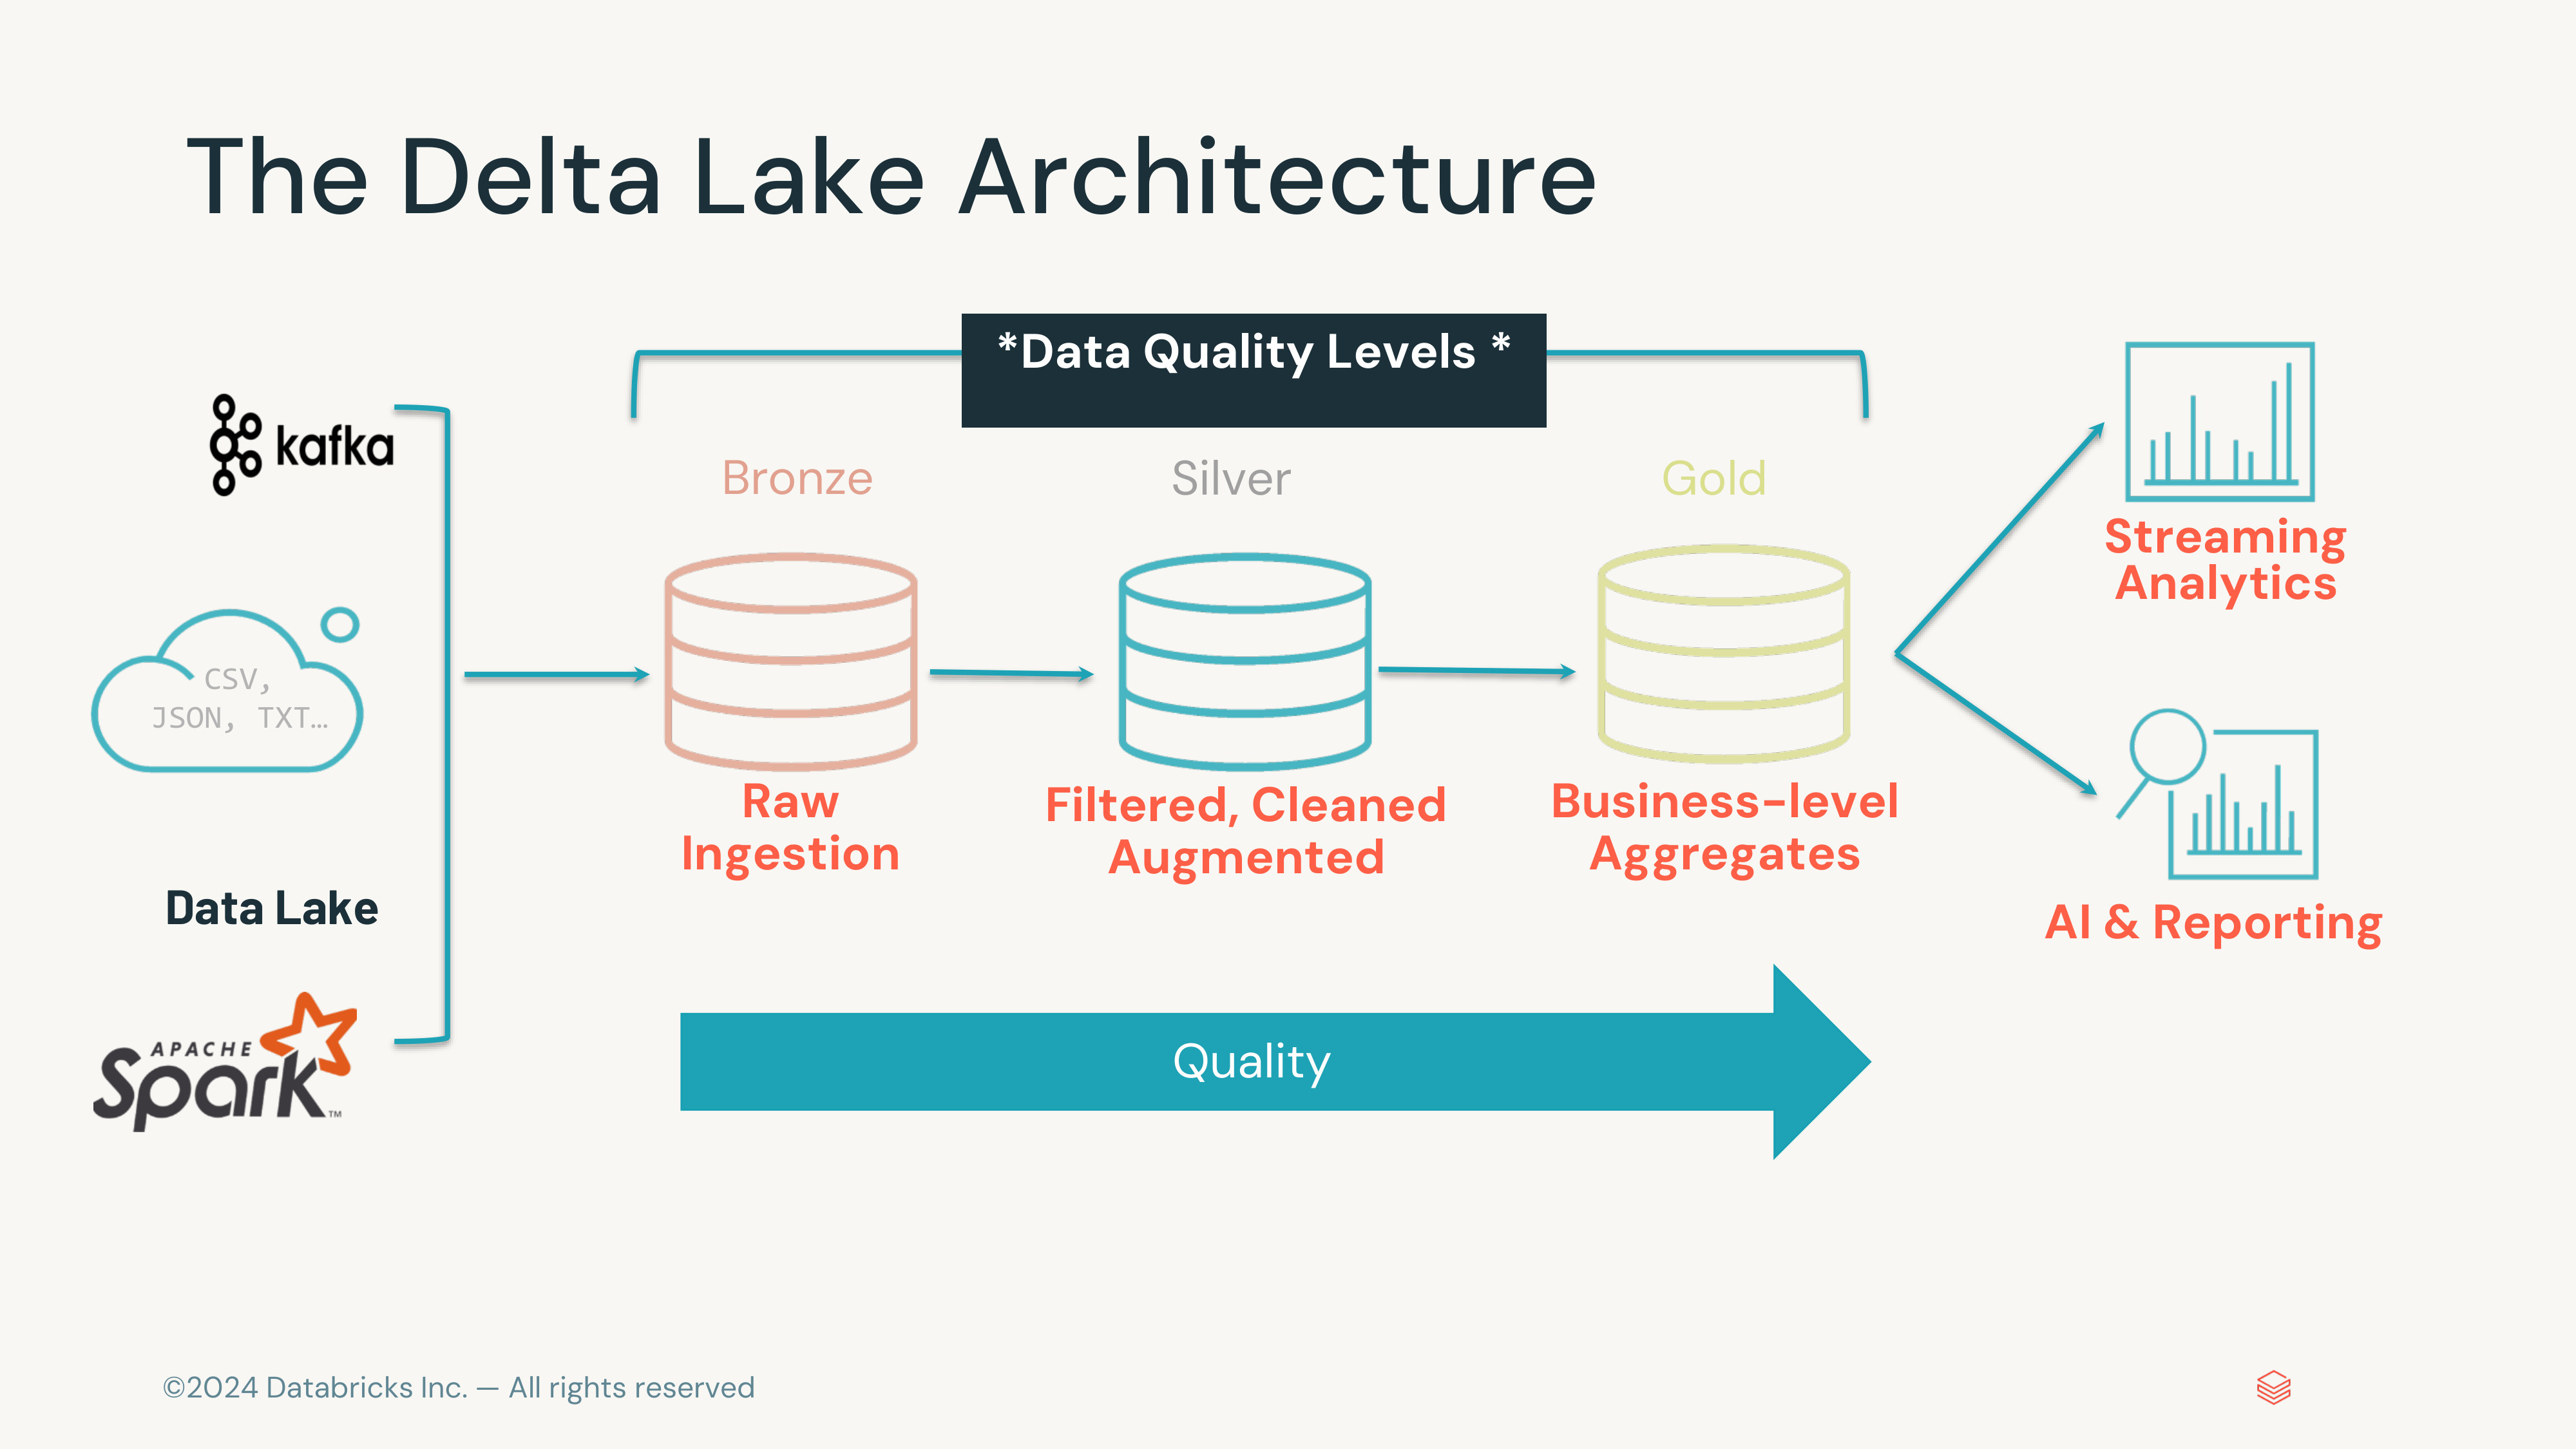 The Delta Lake Architecture
*Data Quality Levels *
kafka
Bronze
Silver
Gold
CSV,
JSON, TXT…
Data Lake
APACHE
Spark™
Raw
Ingestion
Filtered, Cleaned
Augmented
Business-level
Aggregates
Streaming
Analytics
AI & Reporting
Quality
©2024 Databricks Inc. — All rights reserved